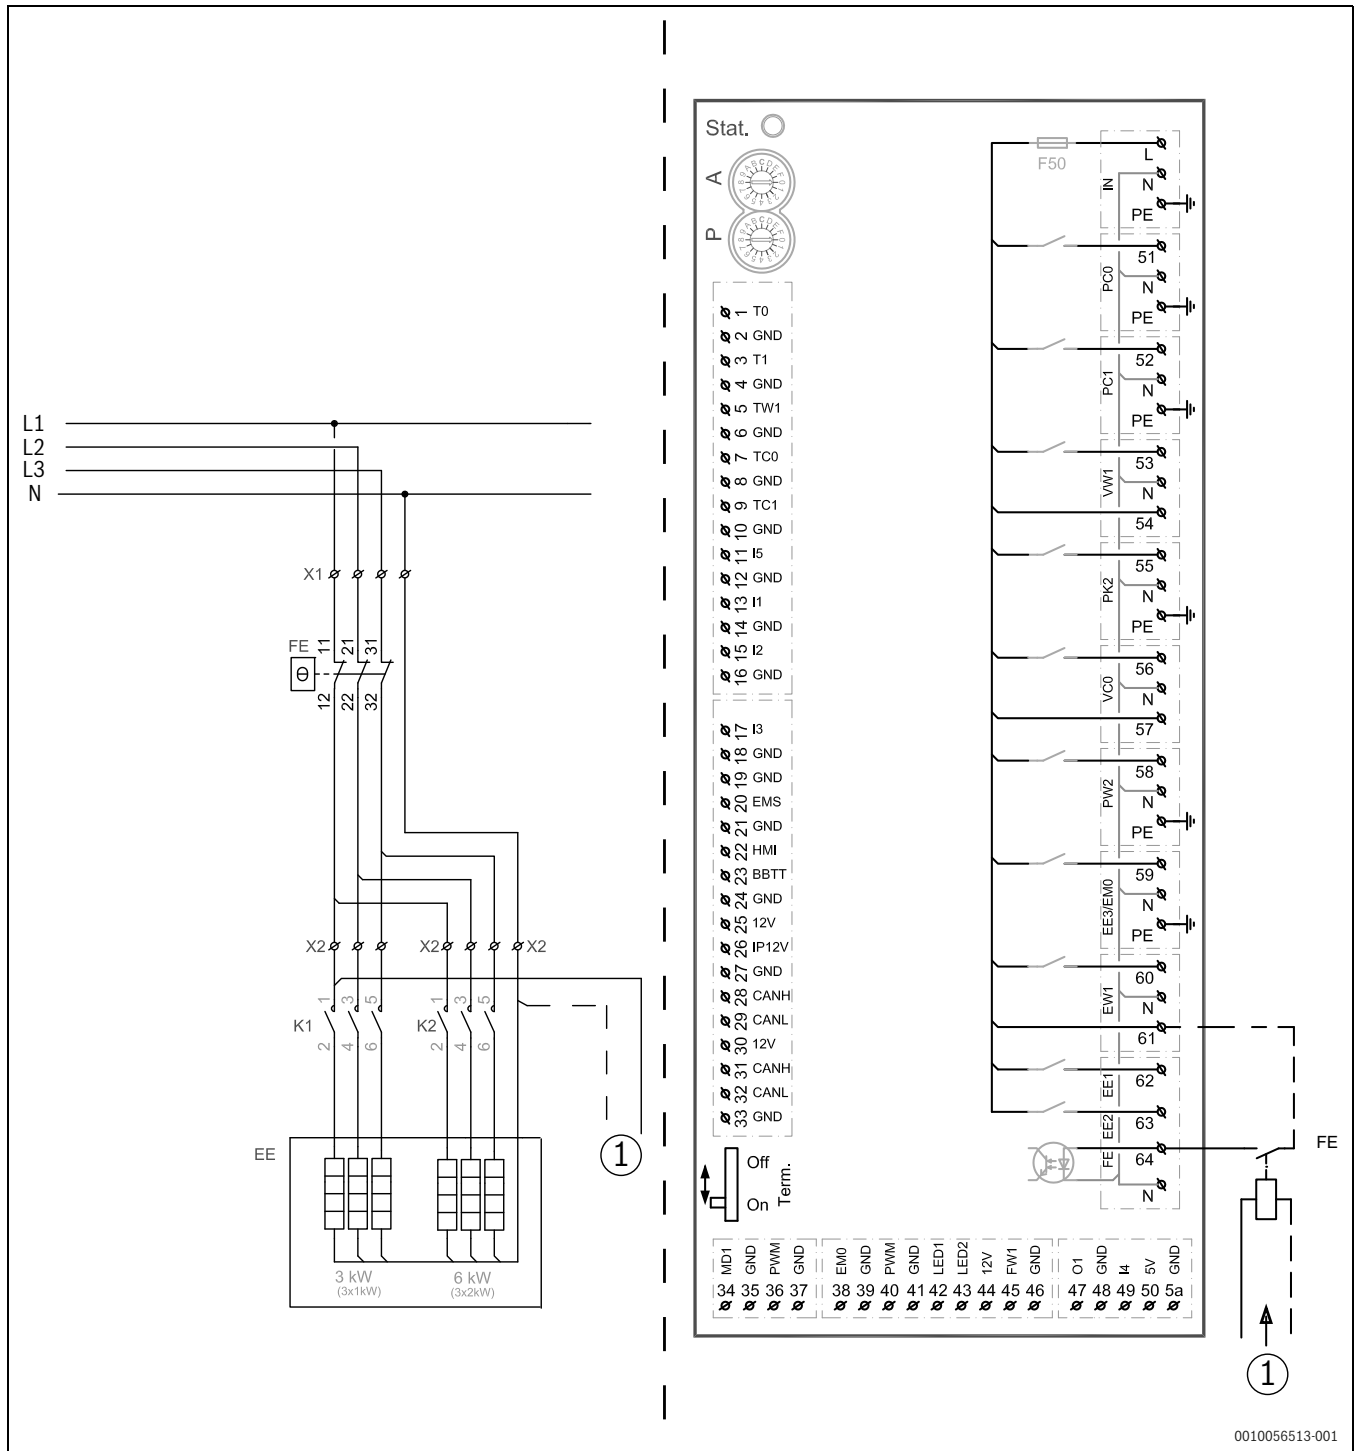 L1
L2
L3
N
X1
FE
11 21 31
12 22 32
X2 X2 X2
K1 1 3 5
2 4 6
K2 1 3 5
2 4 6
1
EE
3 kW
(3x1kW)
6 kW
(3x2kW)
Stat.
A
P
1 T0
2 GND
3 T1
4 GND
5 TW1
6 GND
7 TC0
8 GND
9 TC1
10 GND
11 I5
12 GND
13 I1
14 GND
15 I2
16 GND
17 I3
18 GND
19 GND
20 EMS
21 GND
22 HMI
23 BBTT
24 GND
25 12V
26 IP12V
27 GND
28 CANH
29 CANL
30 12V
31 CANH
32 CANL
33 GND
Off
On
Term.
MD1 GND PWM GND
34 35 36 37
EM0 GND PWM GND LED1 LED2 12V FW1 GND
38 39 40 41 42 43 44 45 46
O1 GND I4 5V GND
47 48 49 50 5a
F50
IN
L
N
PE
PC0
51
N
PE
PC1
52
N
PE
VW1
53
N
54
PK2
55
N
PE
VC0
56
N
57
PW2
58
N
PE
EE3/EM0
59
N
PE
EW1
60
N
61
EE1
62
EE2
63
FE
64
N
FE
1
0010056513-001